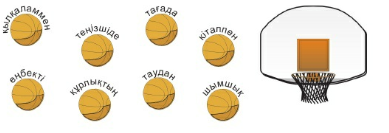 қылқаламмен
теңізшіде
тағада
кітаппен
еңбекті
құрлықтың
таудан
шымшық